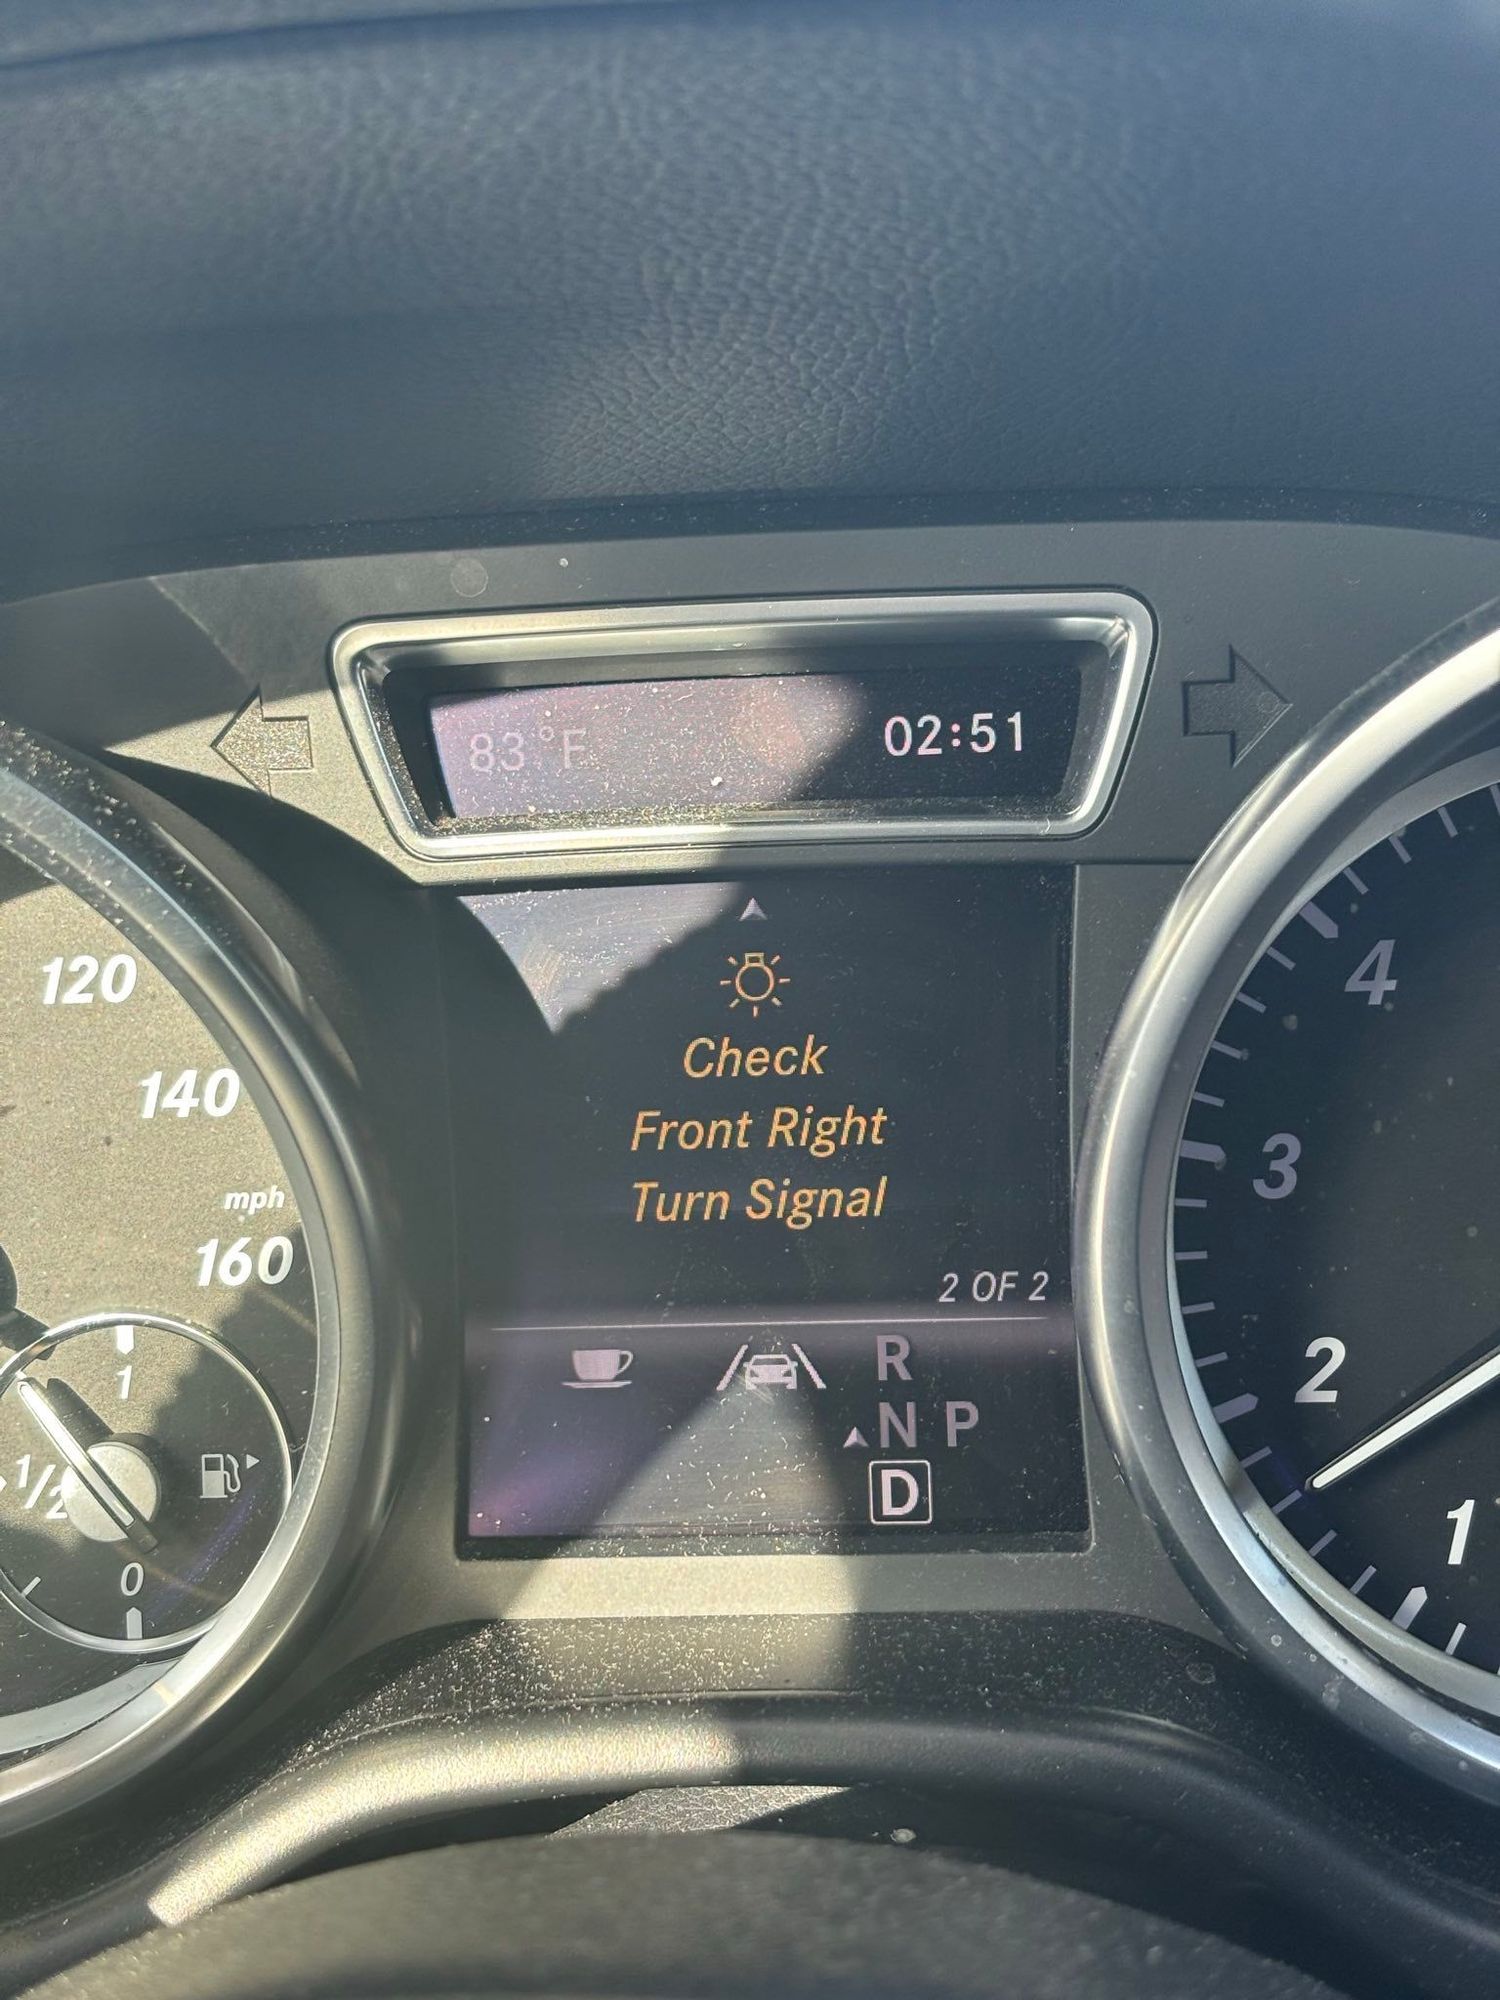 83°F 02:51
Check
Front Right
Turn Signal
2 OF 2
R
N P
D
120
140
mph
160
1
1/2
0
4
3
2
1